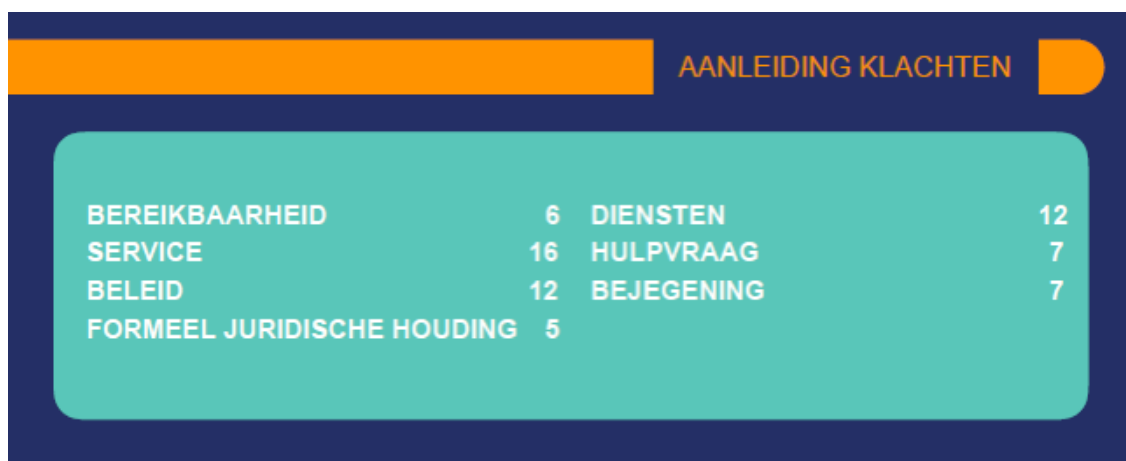 AANLEIDING KLACHTEN
BEREIKBAARHEID 6 DIENSTEN 12
SERVICE 16 HULPVRAAG 7
BELEID 12 BEJEGENING 7
FORMEEL JURIDISCHE HOUDING 5